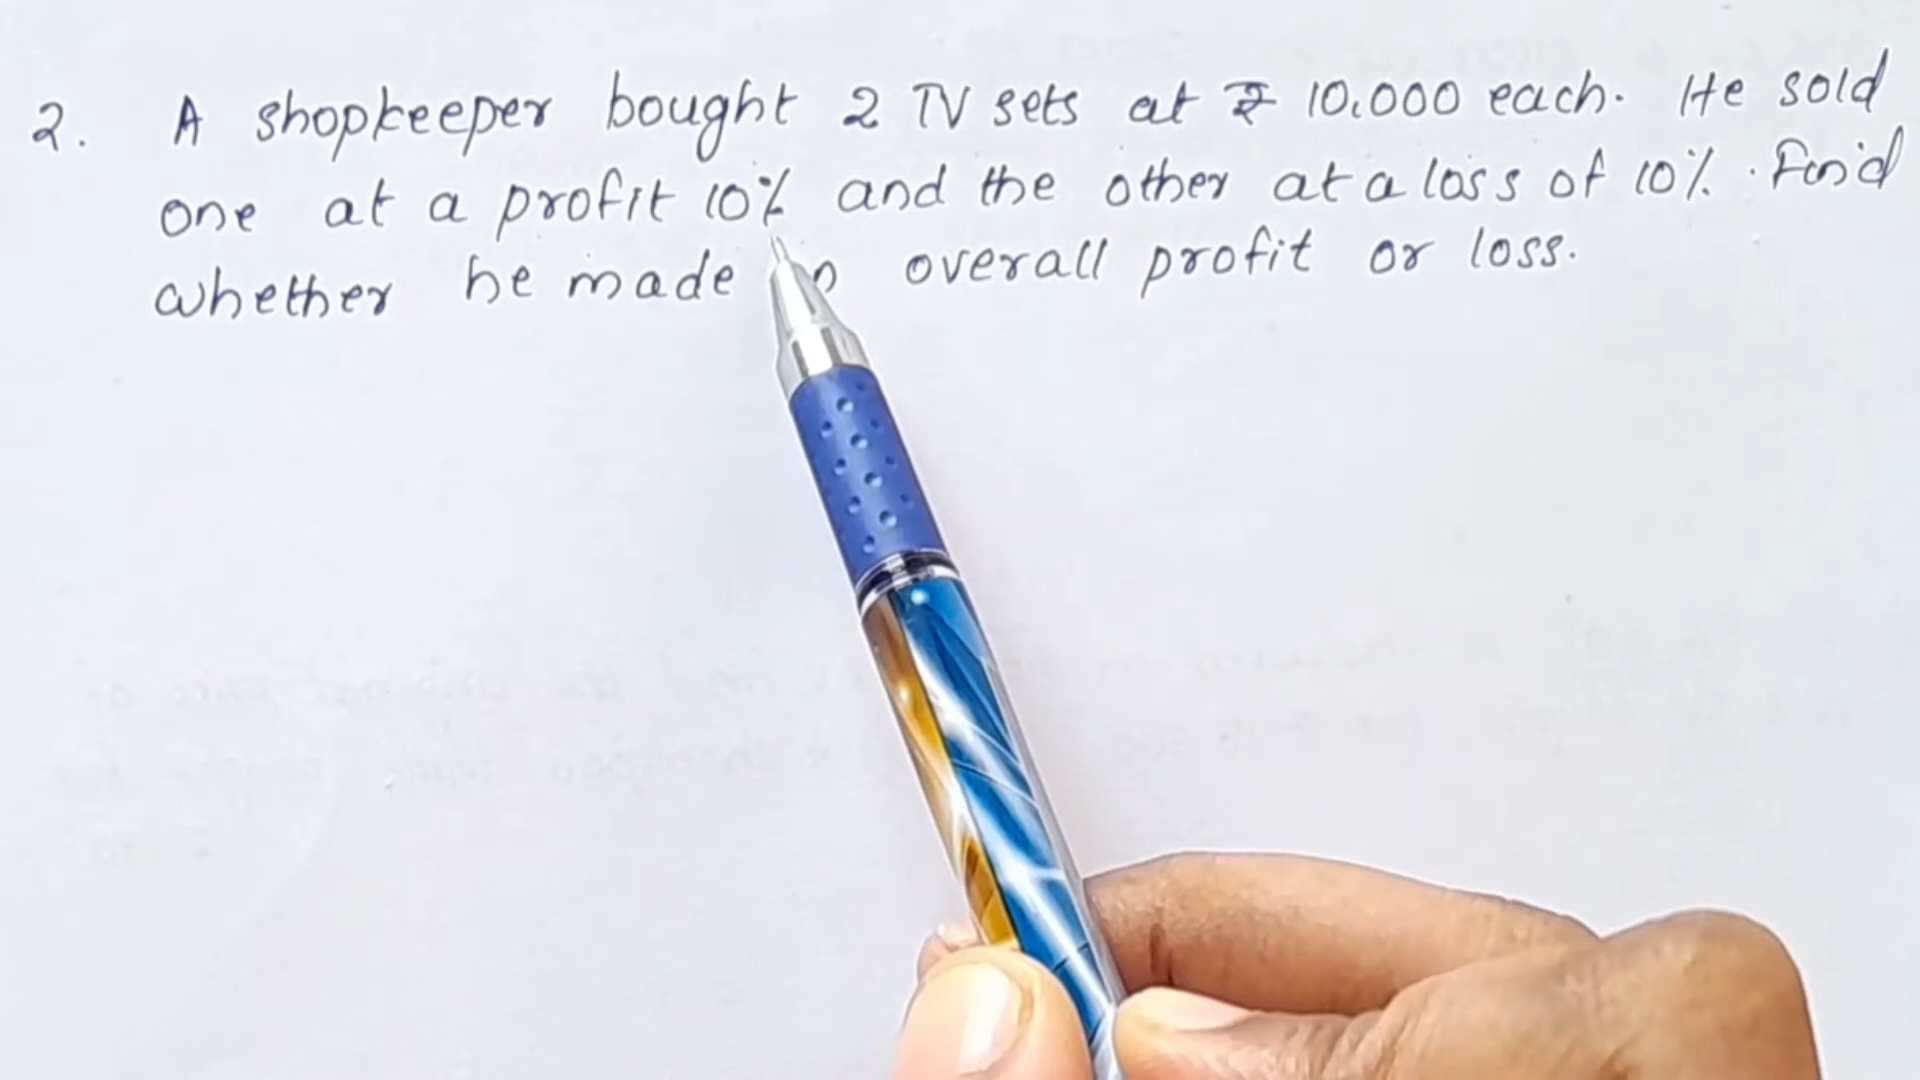 2. A shopkeeper bought 2 TV sets at ₹ 10,000 each. He sold
one at a profit 10% and the other at a loss of 10%. Find
whether he made overall profit or loss.